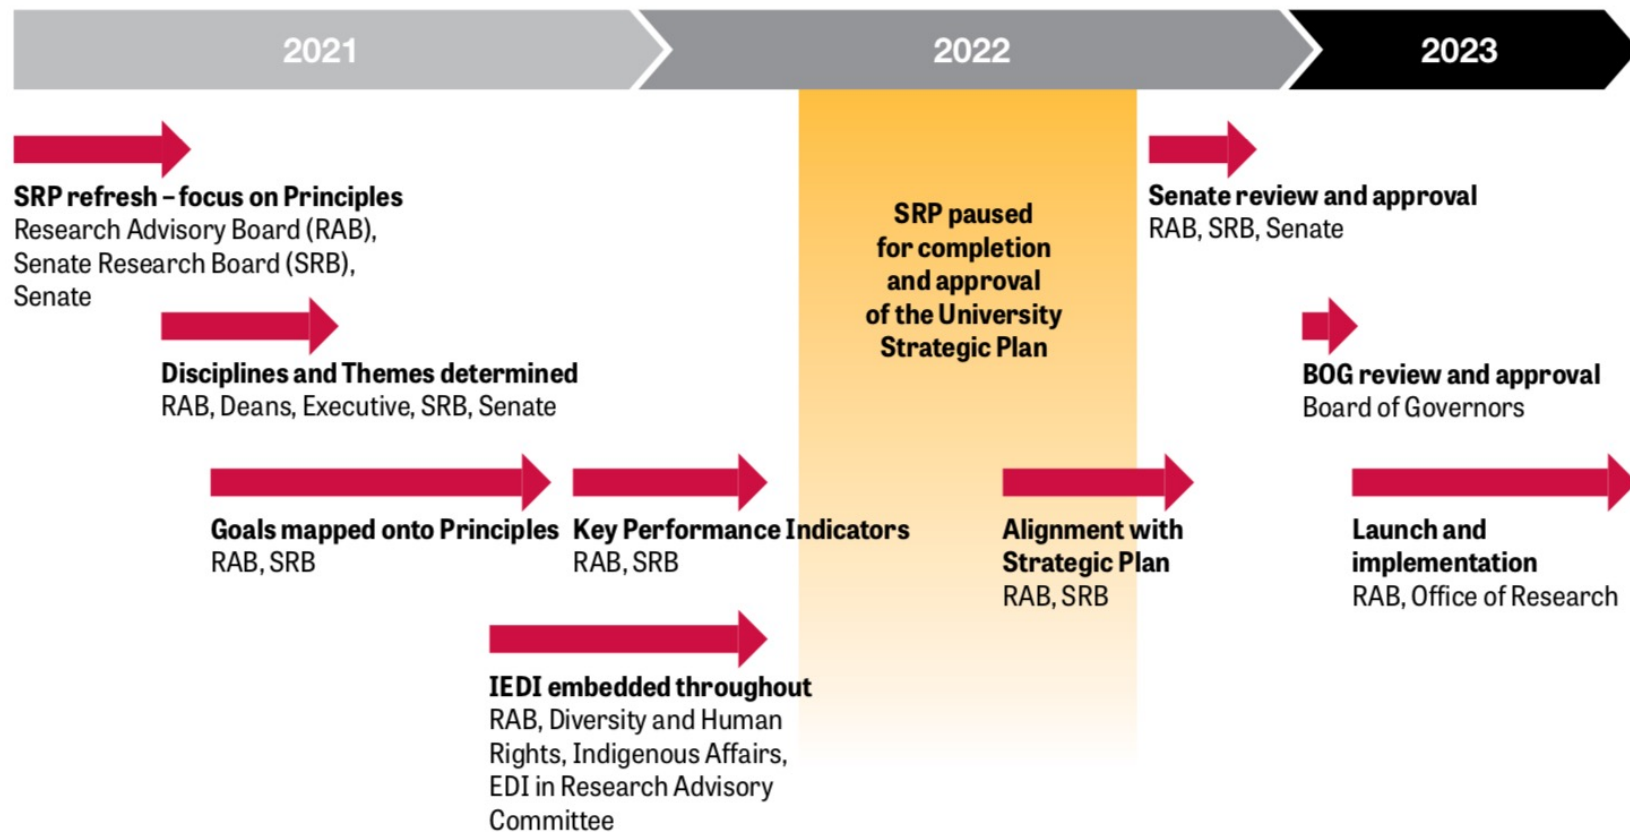 2021
2022
2023
SRP refresh – focus on Principles
Research Advisory Board (RAB),
Senate Research Board (SRB),
Senate
Disciplines and Themes determined
RAB, Deans, Executive, SRB, Senate
Goals mapped onto Principles
RAB, SRB
Key Performance Indicators
RAB, SRB
IEDI embedded throughout
RAB, Diversity and Human
Rights, Indigenous Affairs,
EDI in Research Advisory
Committee
SRP paused
for completion
and approval
of the University
Strategic Plan
Alignment with
Strategic Plan
RAB, SRB
Senate review and approval
RAB, SRB, Senate
BOG review and approval
Board of Governors
Launch and
implementation
RAB, Office of Research